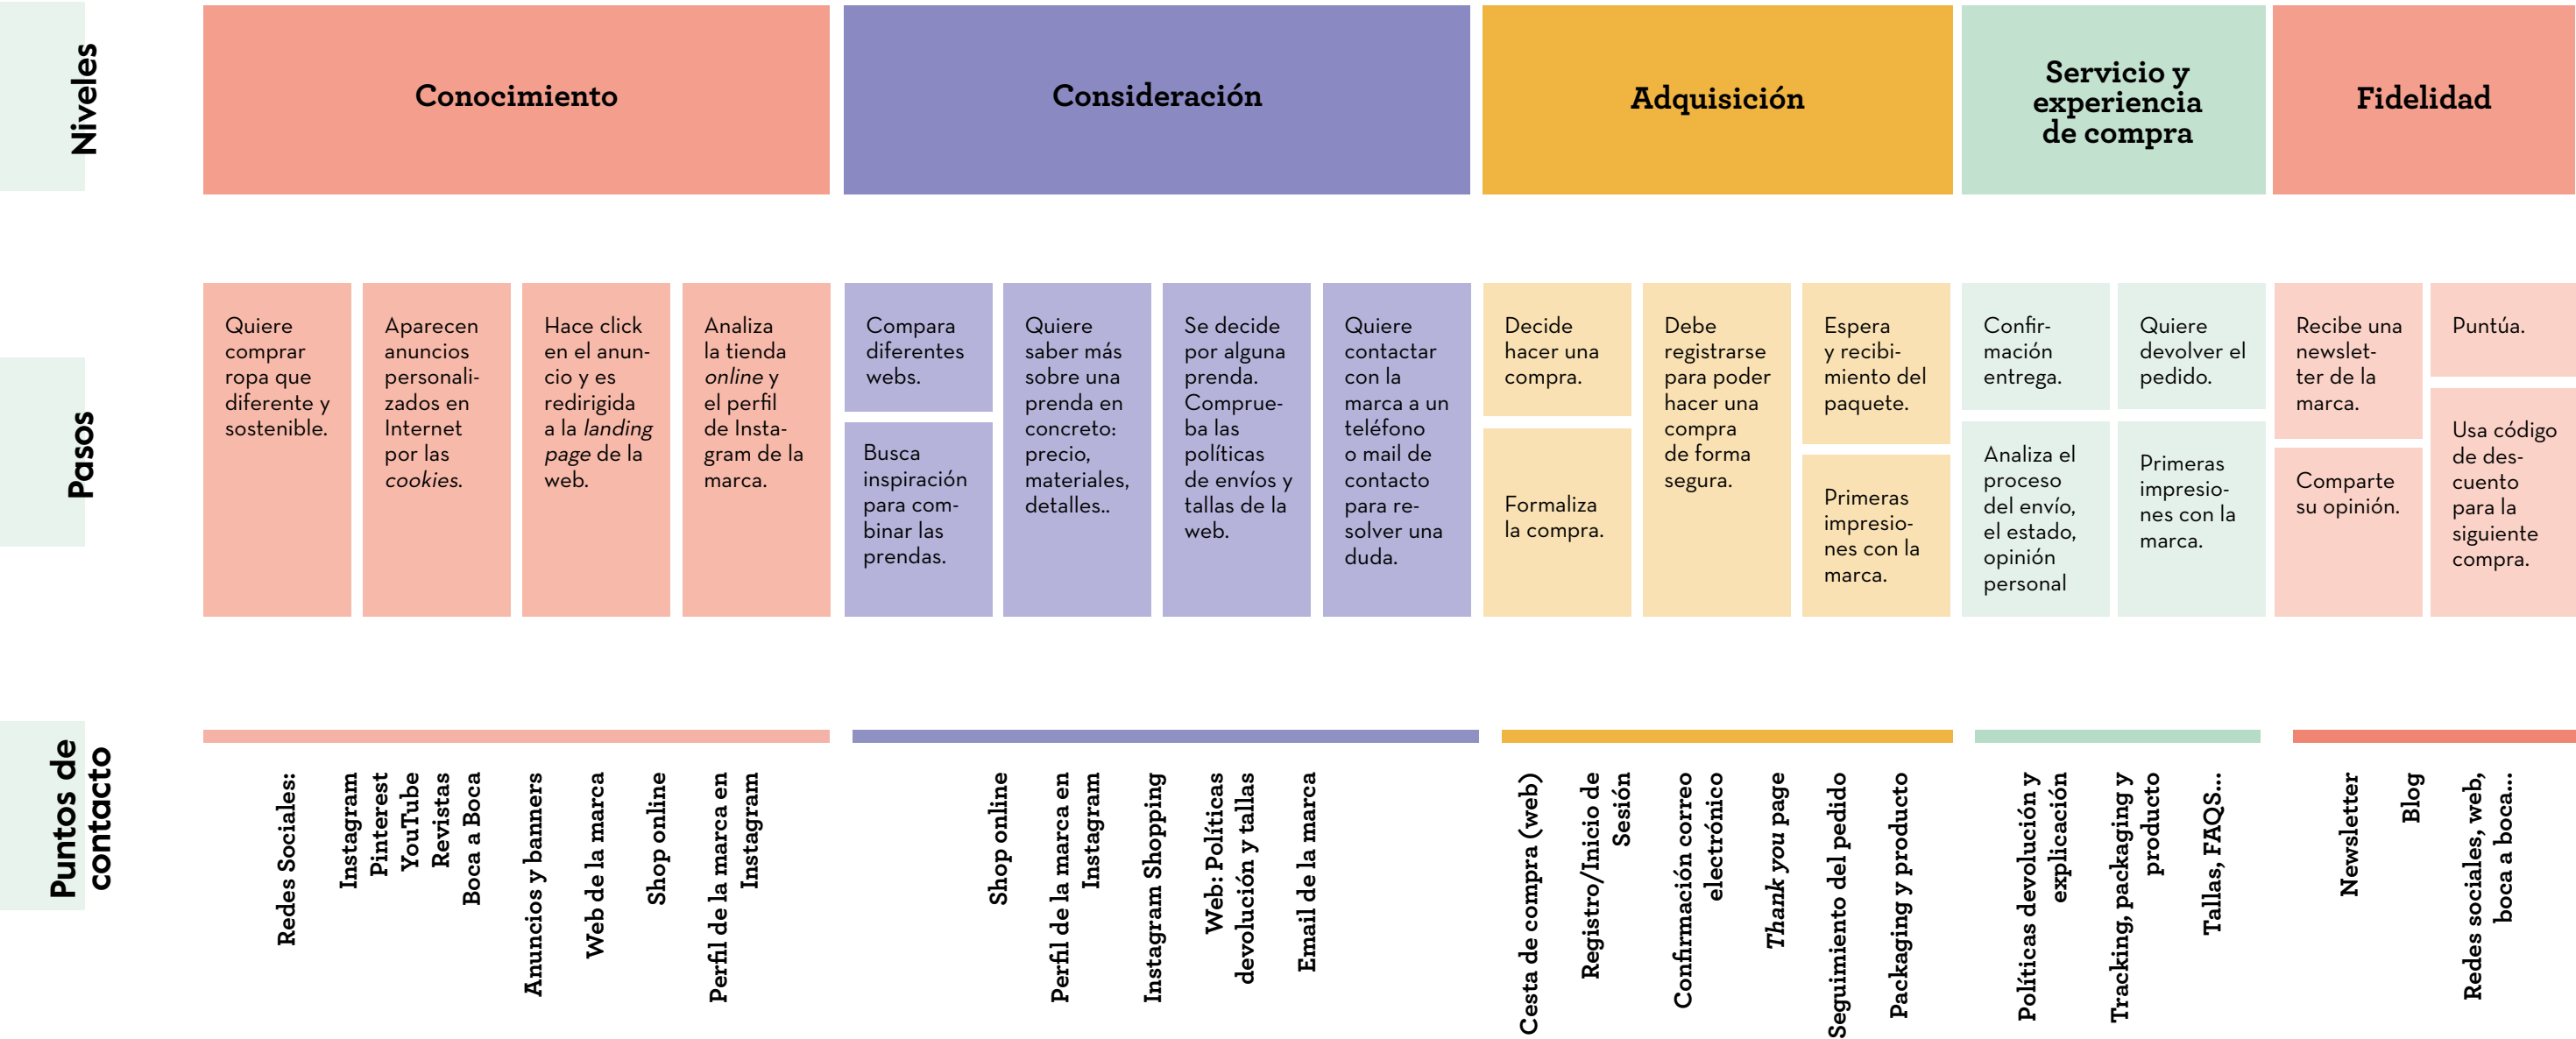 Niveles
Conocimiento
Consideración
Adquisición
Servicio y
experiencia
de compra
Fidelidad
Pasos
Quiere
comprar
ropa que
diferente y
sostenible.
Aparecen
anuncios
personali-
zados en
Internet
por las
cookies.
Hace click
en el anun-
cio y es
redirigida
a la landing
page de la
web.
Analiza
la tienda
online y
el perfil
de Insta-
gram de la
marca.
Compara
diferentes
webs.
Busca
inspiración
para com-
binar las
prendas.
Quiere
saber más
sobre una
prenda en
concreto:
precio,
materiales,
detalles..
Se decide
por alguna
prenda.
Comprue-
ba las
políticas
de envíos y
tallas de la
web.
Quiere
contactar
con la
marca a un
teléfono
o mail de
contacto
para re-
solver una
duda.
Decide
hacer una
compra.
Formaliza
la compra.
Debe
registrarse
para poder
hacer una
compra
de forma
segura.
Espera
y recibi-
miento del
paquete.
Primeras
impresio-
nes con la
marca.
Confir-
mación
entrega.
Analiza el
proceso
del envío,
el estado,
opinión
personal
Quiere
devolver el
pedido.
Primeras
impresio-
nes con la
marca.
Recibe una
newslet-
ter de la
marca.
Comparte
su opinión.
Puntúa.
Usa código
de des-
cuento
para la
siguiente
compra.
Puntos de
contacto
Redes Sociales:
Instagram
Pinterest
YouTube
Revistas
Boca a Boca
Anuncios y banners
Web de la marca
Shop online
Perfil de la marca en
Instagram
Shop online
Perfil de la marca en
Instagram
Instagram Shopping
Web: Políticas
devolución y tallas
Email de la marca
Cesta de compra (web)
Registro/Inicio de
Sesión
Confirmación correo
electrónico
Thank you page
Seguimiento del pedido
Packaging y producto
Políticas devolución y
explicación
Tracking, packaging y
producto
Tallas, FAQS...
Newsletter
Blog
Redes sociales, web,
boca a boca...